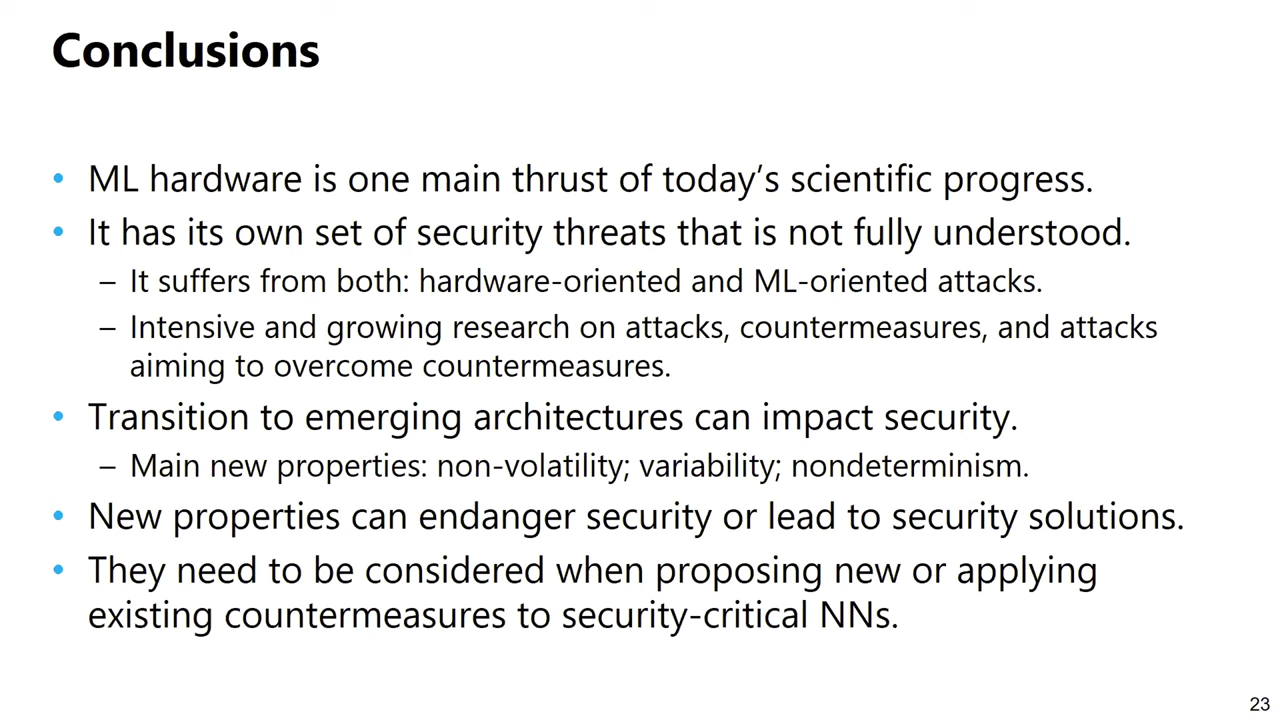 Conclusions
• ML hardware is one main thrust of today’s scientific progress.
• It has its own set of security threats that is not fully understood.
– It suffers from both: hardware-oriented and ML-oriented attacks.
– Intensive and growing research on attacks, countermeasures, and attacks
aiming to overcome countermeasures.
• Transition to emerging architectures can impact security.
– Main new properties: non-volatility; variability; nondeterminism.
• New properties can endanger security or lead to security solutions.
• They need to be considered when proposing new or applying
existing countermeasures to security-critical NNs.
23